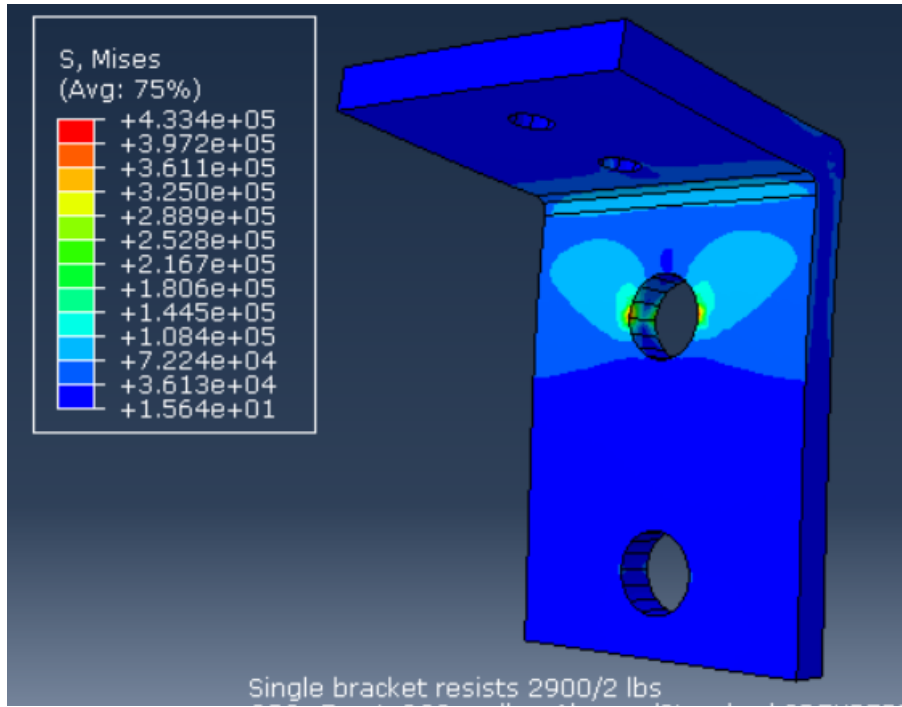 S, Mises
(Avg: 75%)
+4.334e+05
+3.972e+05
+3.611e+05
+3.250e+05
+2.889e+05
+2.528e+05
+2.167e+05
+1.806e+05
+1.445e+05
+1.084e+05
+7.224e+04
+3.613e+04
+1.564e+01
Single bracket resists 2900/2 lbs